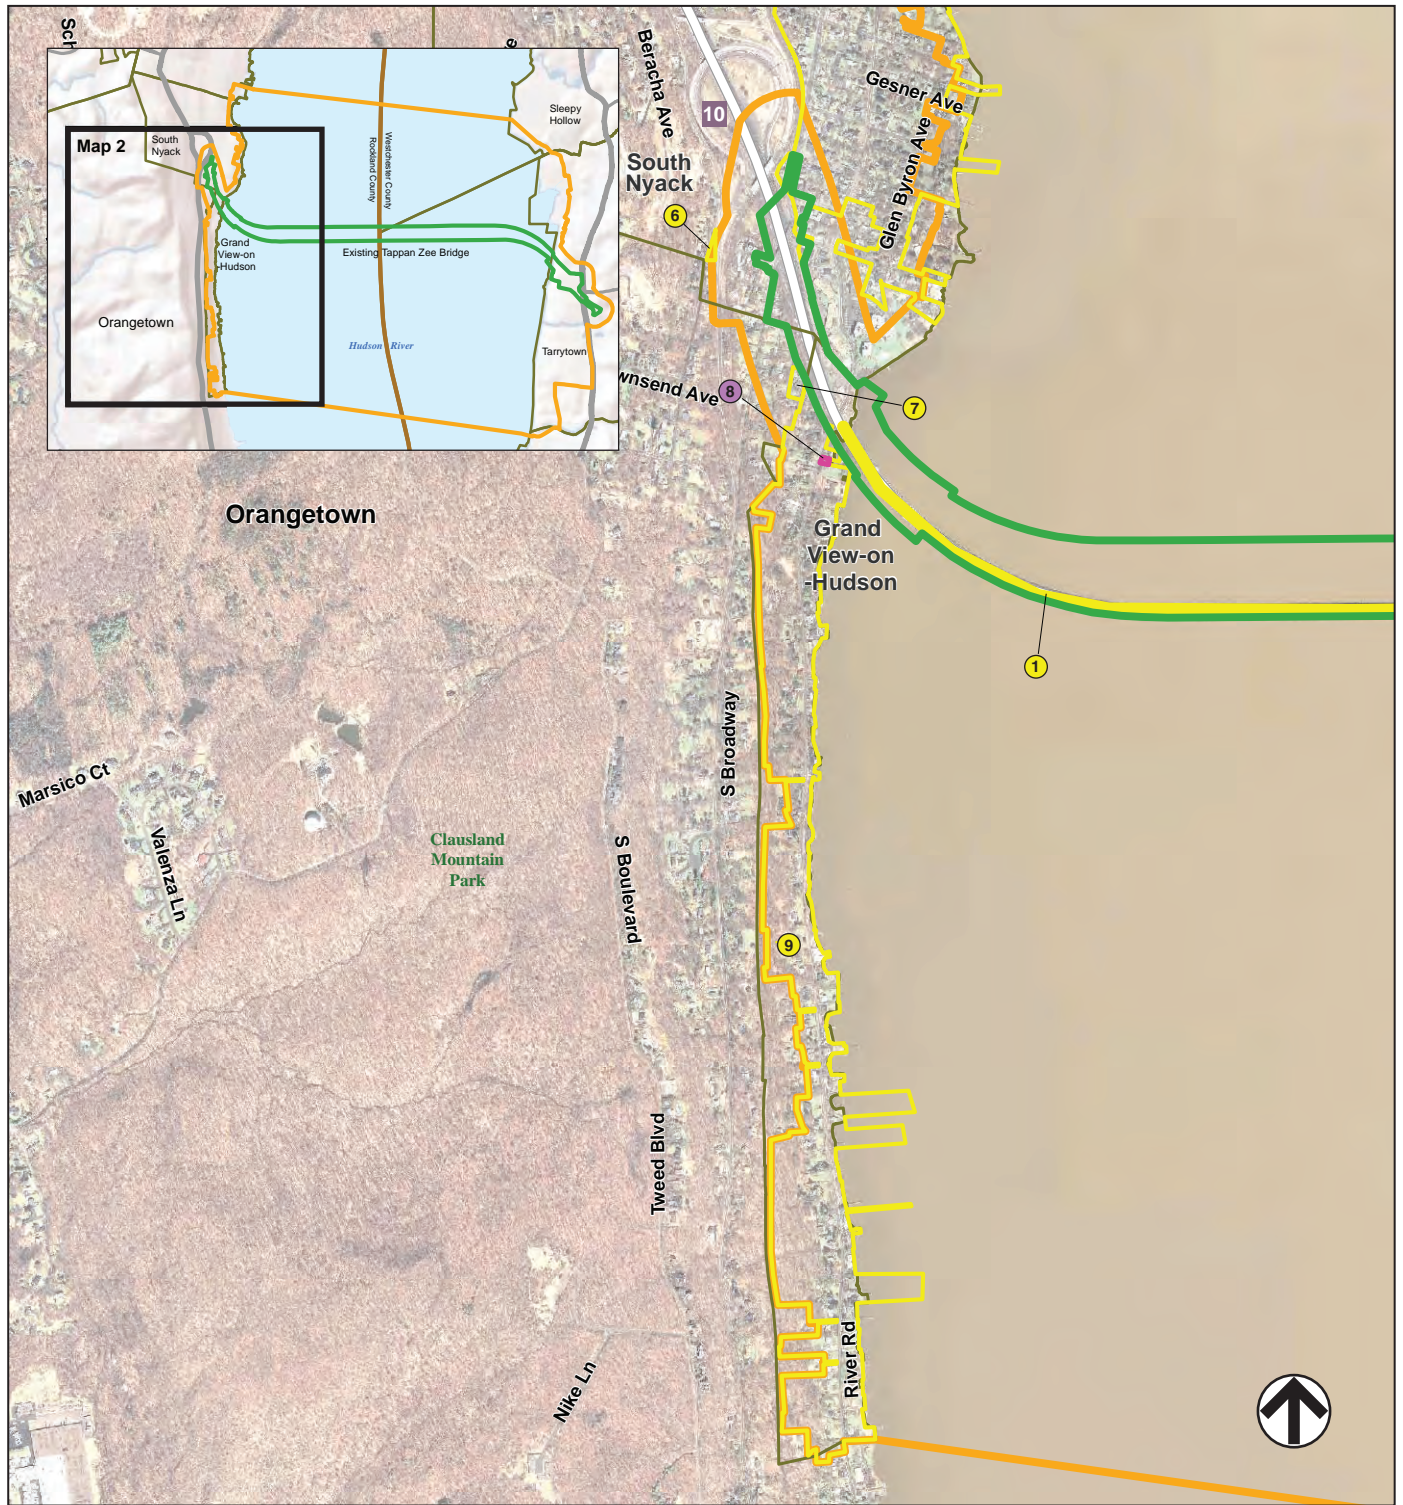 Sch
e
Beracha Ave
Gesner Ave
Glen Byron Ave
10
South
Nyack
6
Map 2
South
Nyack
Sleepy
Hollow
Westchester County
Rockland County
Grand
View-on
-Hudson
Existing Tappan Zee Bridge
Orangetown
Hudson River
Tarrytown
wnsend Ave
8
7
Orangetown
Grand
View-on
-Hudson
1
S Broadway
Marsico Ct
Valenza Ln
Clausland
Mountain
Park
S Boulevard
9
Tweed Blvd
River Rd
Nike Ln